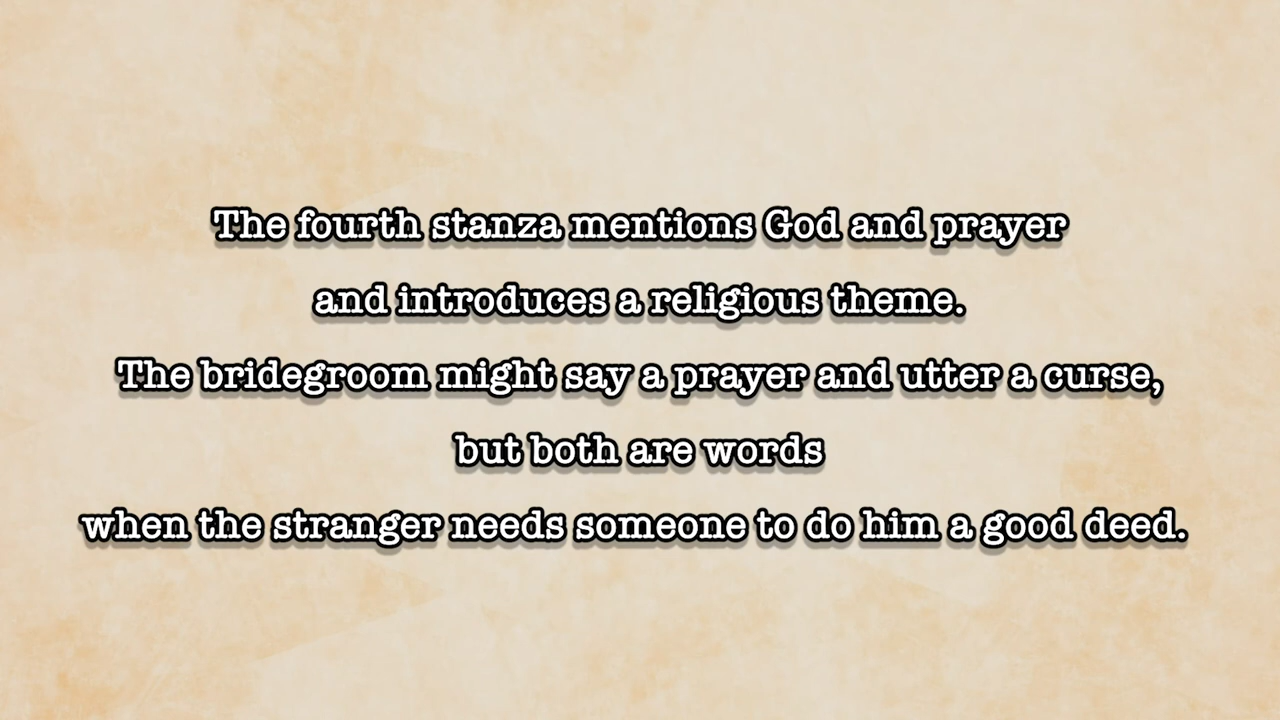 The fourth stanza mentions God and prayer
and introduces a religious theme.
The bridegroom might say a prayer and utter a curse,
but both are words
when the stranger needs someone to do him a good deed.